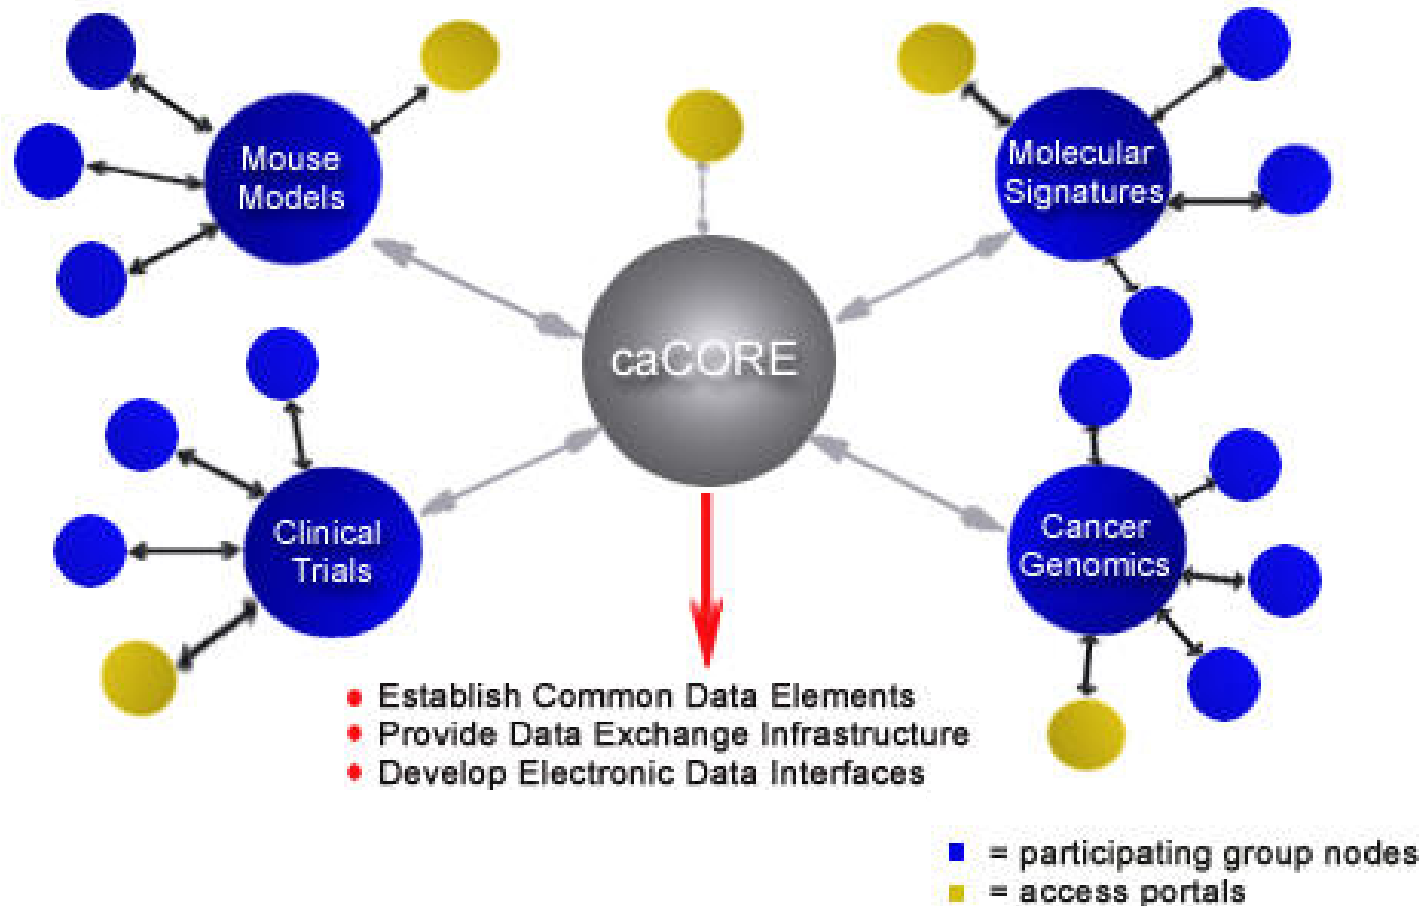 Mouse
Models
Molecular
Signatures
caCORE
Clinical
Trials
Cancer
Genomics
Establish Common Data Elements
Provide Data Exchange Infrastructure
Develop Electronic Data Interfaces
= participating group nodes
= access portals